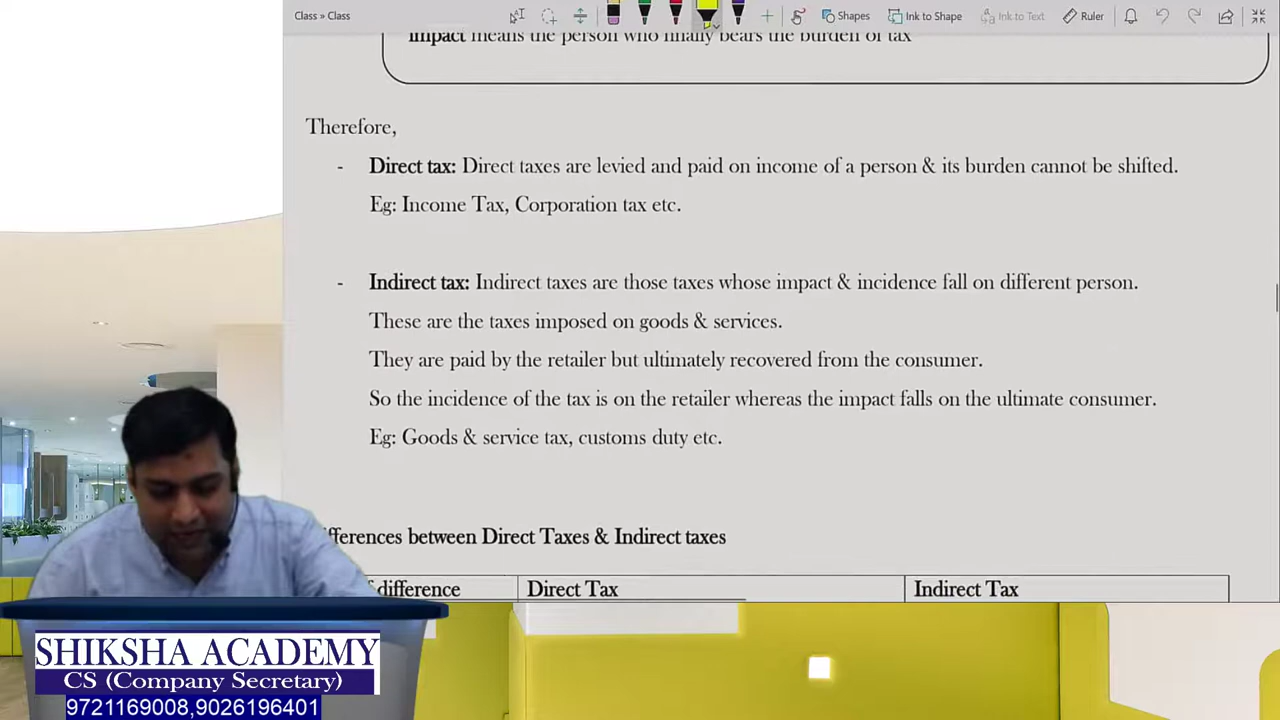 Class » Class
Shapes
Ink to Shape
Ink to Text
Ruler
Impact means the person who finally bears the burden of tax
Therefore,
- Direct tax: Direct taxes are levied and paid on income of a person & its burden cannot be shifted.
Eg: Income Tax, Corporation tax etc.
- Indirect tax: Indirect taxes are those taxes whose impact & incidence fall on different person.
These are the taxes imposed on goods & services.
They are paid by the retailer but ultimately recovered from the consumer.
So the incidence of the tax is on the retailer whereas the impact falls on the ultimate consumer.
Eg: Goods & service tax, customs duty etc.
fferences between Direct Taxes & Indirect taxes
difference
Direct Tax
Indirect Tax
SHIKSHA ACADEMY
CS (Company Secretary)
9721169008,9026196401